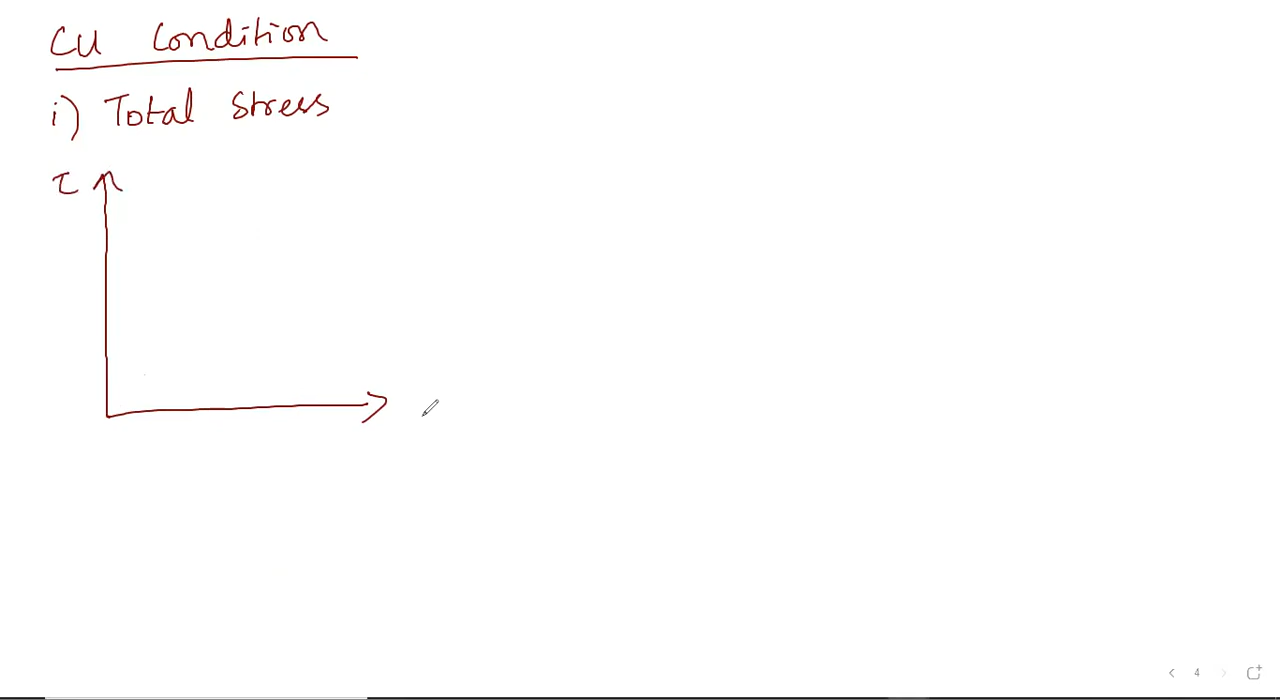 CU Condition
i) Total Stress
τ
4